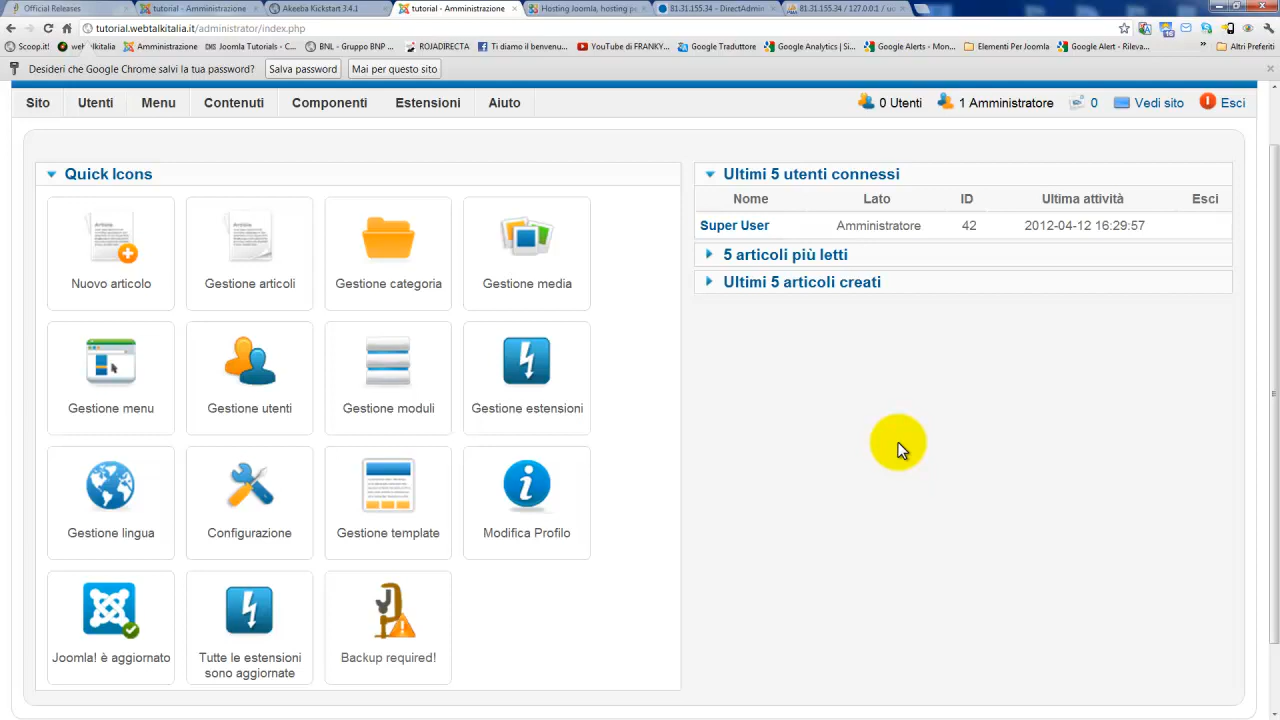 Official Releases
tutorial - Amministrazione
Akeeba Kickstart 3.4.1
tutorial - Amministrazione
Hosting Joomla, hosting p
81.31.155.34 - DirectAdmin
81.31.155.34 / 127.0.0.1 /
tutorial.webtalkitalia.it/administrator/index.php
Scoop.it!
Amministrazione
Joomla Tutorials - C...
BNL - Gruppo BNP ...
ROJADIRECTA
Ti diamo il benvenu...
YouTube di FRANKY...
Google Traduttore
Google Analytics | Si...
Google Alerts - Mon...
Elementi Per Joomla
Google Alert - Rileva...
»
Altri Preferiti
Desideri che Google Chrome salvi la tua password?
Salva password
Mai per questo sito
Sito
Utenti
Menu
Contenuti
Componenti
Estensioni
Aiuto
0 Utenti
1 Amministratore
0
Vedi sito
Esci
Quick Icons
Nuovo articolo
Gestione articoli
Gestione categoria
Gestione media
Gestione menu
Gestione utenti
Gestione moduli
Gestione estensioni
Gestione lingua
Configurazione
Gestione template
Modifica Profilo
Joomla! è aggiornato
Tutte le estensioni
sono aggiornate
Backup required!
Ultimi 5 utenti connessi
Nome Lato ID Ultima attività Esci
Super User Amministratore 42 2012-04-12 16:29:57
5 articoli più letti
Ultimi 5 articoli creati